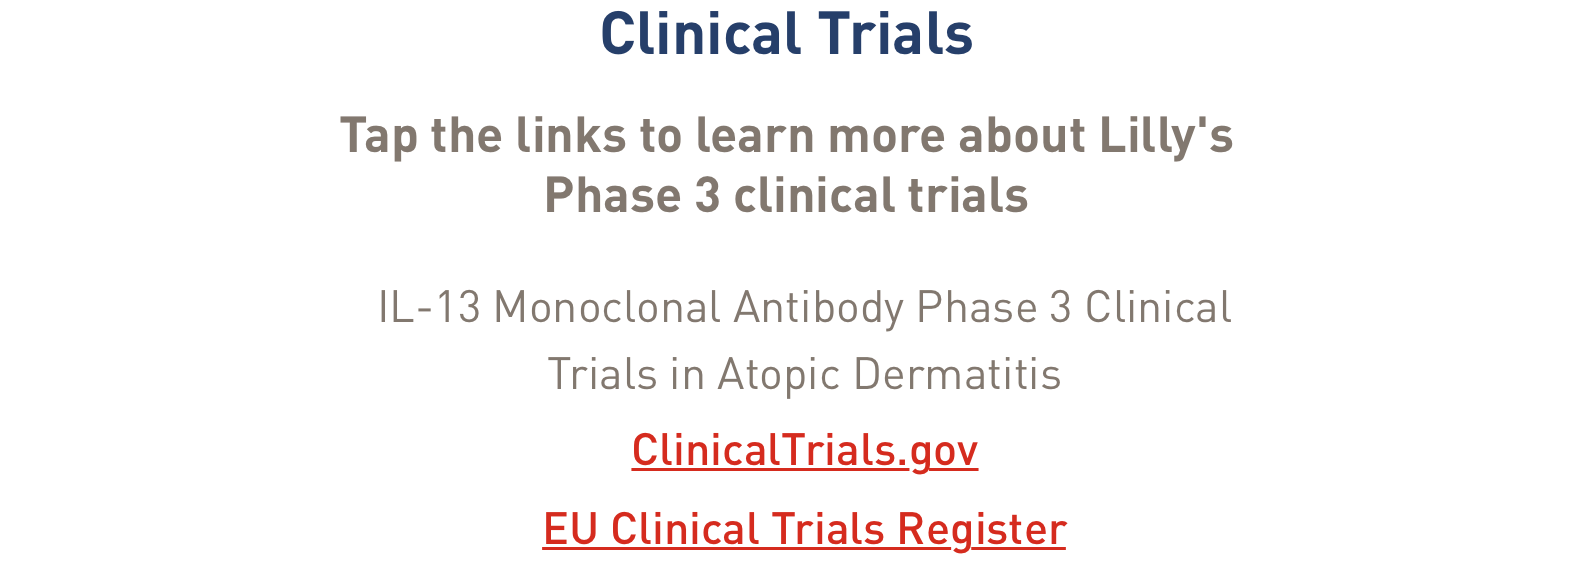 Clinical Trials
Tap the links to learn more about Lilly's
Phase 3 clinical trials
IL-13 Monoclonal Antibody Phase 3 Clinical
Trials in Atopic Dermatitis
ClinicalTrials.gov
EU Clinical Trials Register